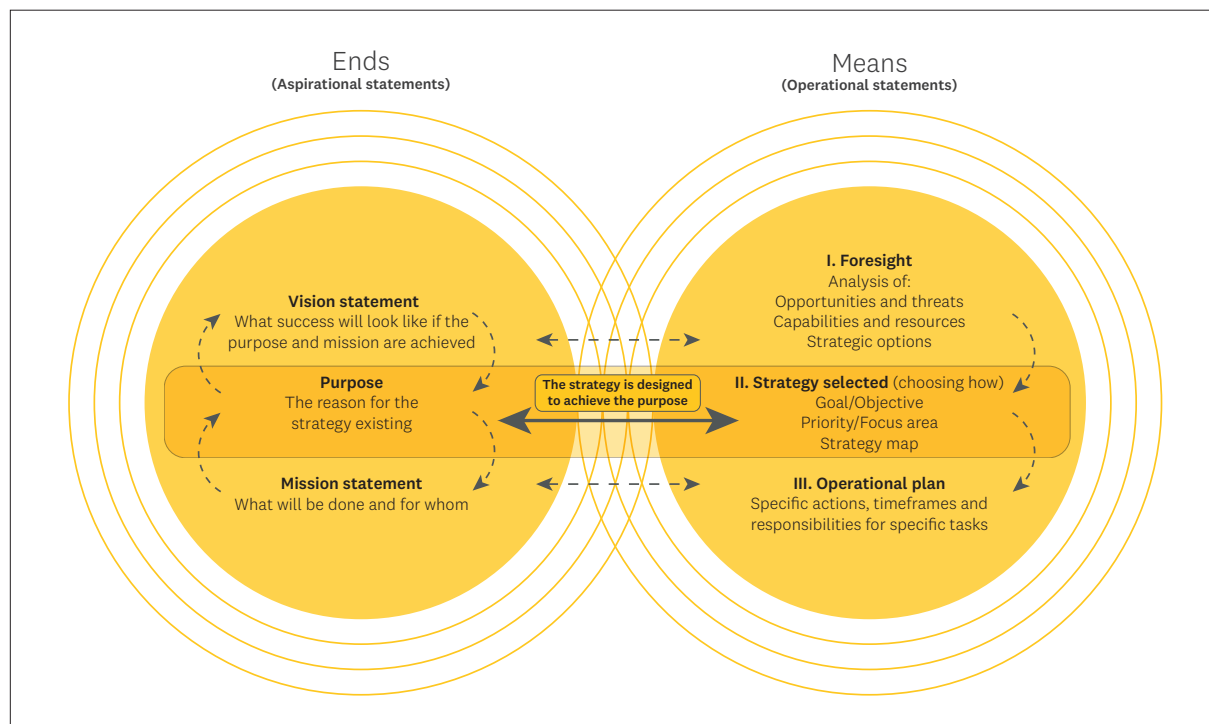 Ends
(Aspirational statements)
Vision statement
What success will look like if the
purpose and mission are achieved
Purpose
The reason for the
strategy existing
Mission statement
What will be done and for whom
The strategy is designed
to achieve the purpose
Means
(Operational statements)
I. Foresight
Analysis of:
Opportunities and threats
Capabilities and resources
Strategic options
II. Strategy selected (choosing how)
Goal/Objective
Priority/Focus area
Strategy map
III. Operational plan
Specific actions, timeframes and
responsibilities for specific tasks